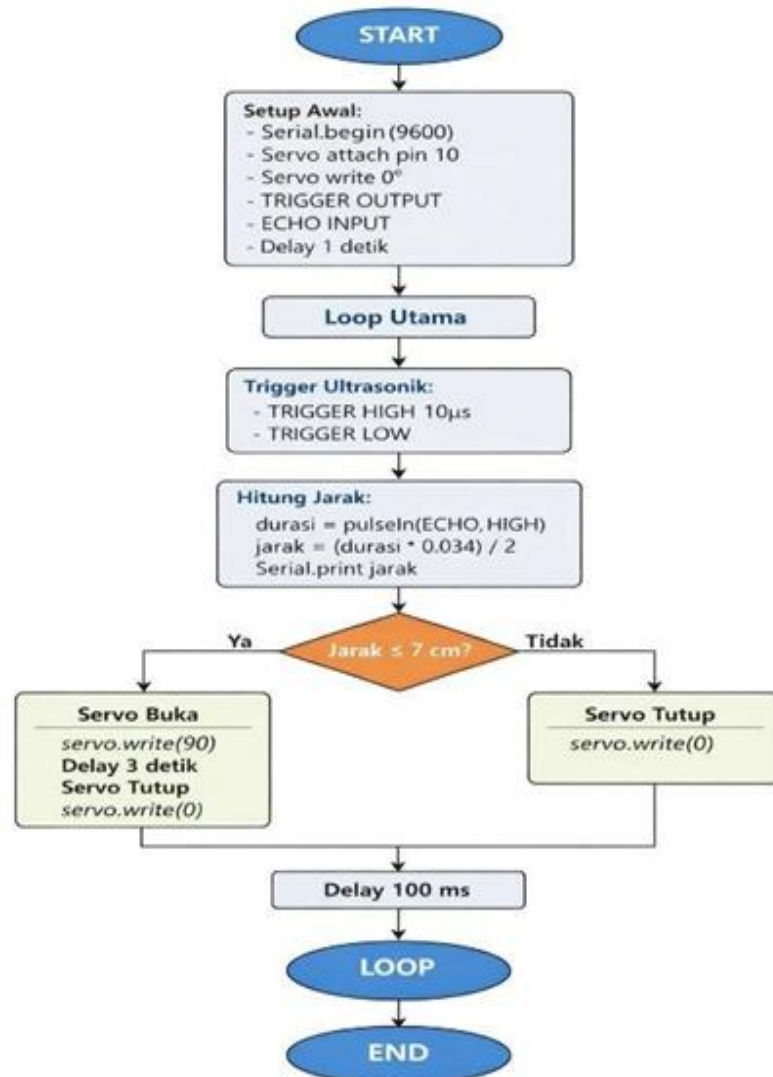 START
Setup Awal:
- Serial.begin (9600)
- Servo attach pin 10
- Servo write 0°
- TRIGGER OUTPUT
- ECHO INPUT
- Delay 1 detik
Loop Utama
Trigger Ultrasonik:
- TRIGGER HIGH 10µs
- TRIGGER LOW
Hitung Jarak:
durasi = pulseIn(ECHO, HIGH)
jarak = (durasi * 0.034) / 2
Serial.print jarak
Jarak ≤ 7 cm?
Ya
Tidak
Servo Buka
servo.write(90)
Delay 3 detik
Servo Tutup
servo.write(0)
Servo Tutup
servo.write(0)
Delay 100 ms
LOOP
END